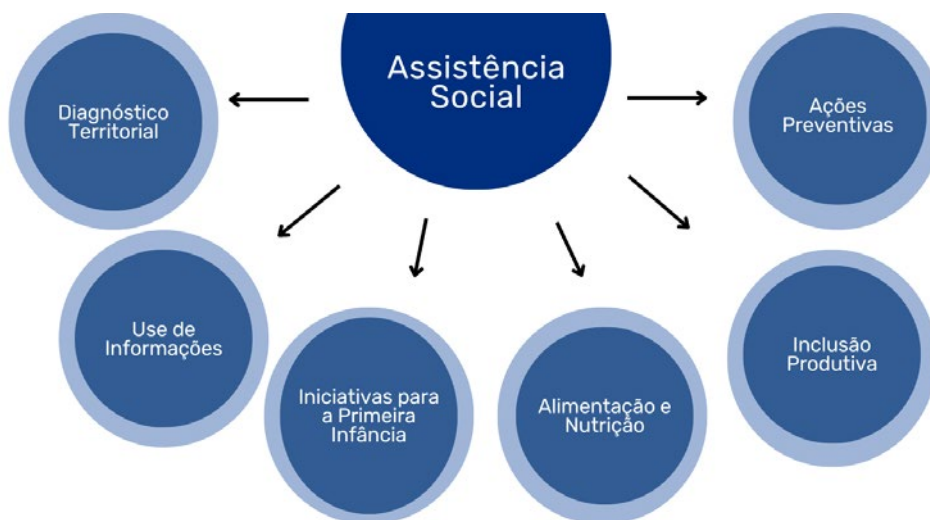 Assistência
Social
Diagnóstico
Territorial
Ações
Preventivas
Use de
Informações
Inclusão
Produtiva
Iniciativas para
a Primeira
Infância
Alimentação e
Nutrição